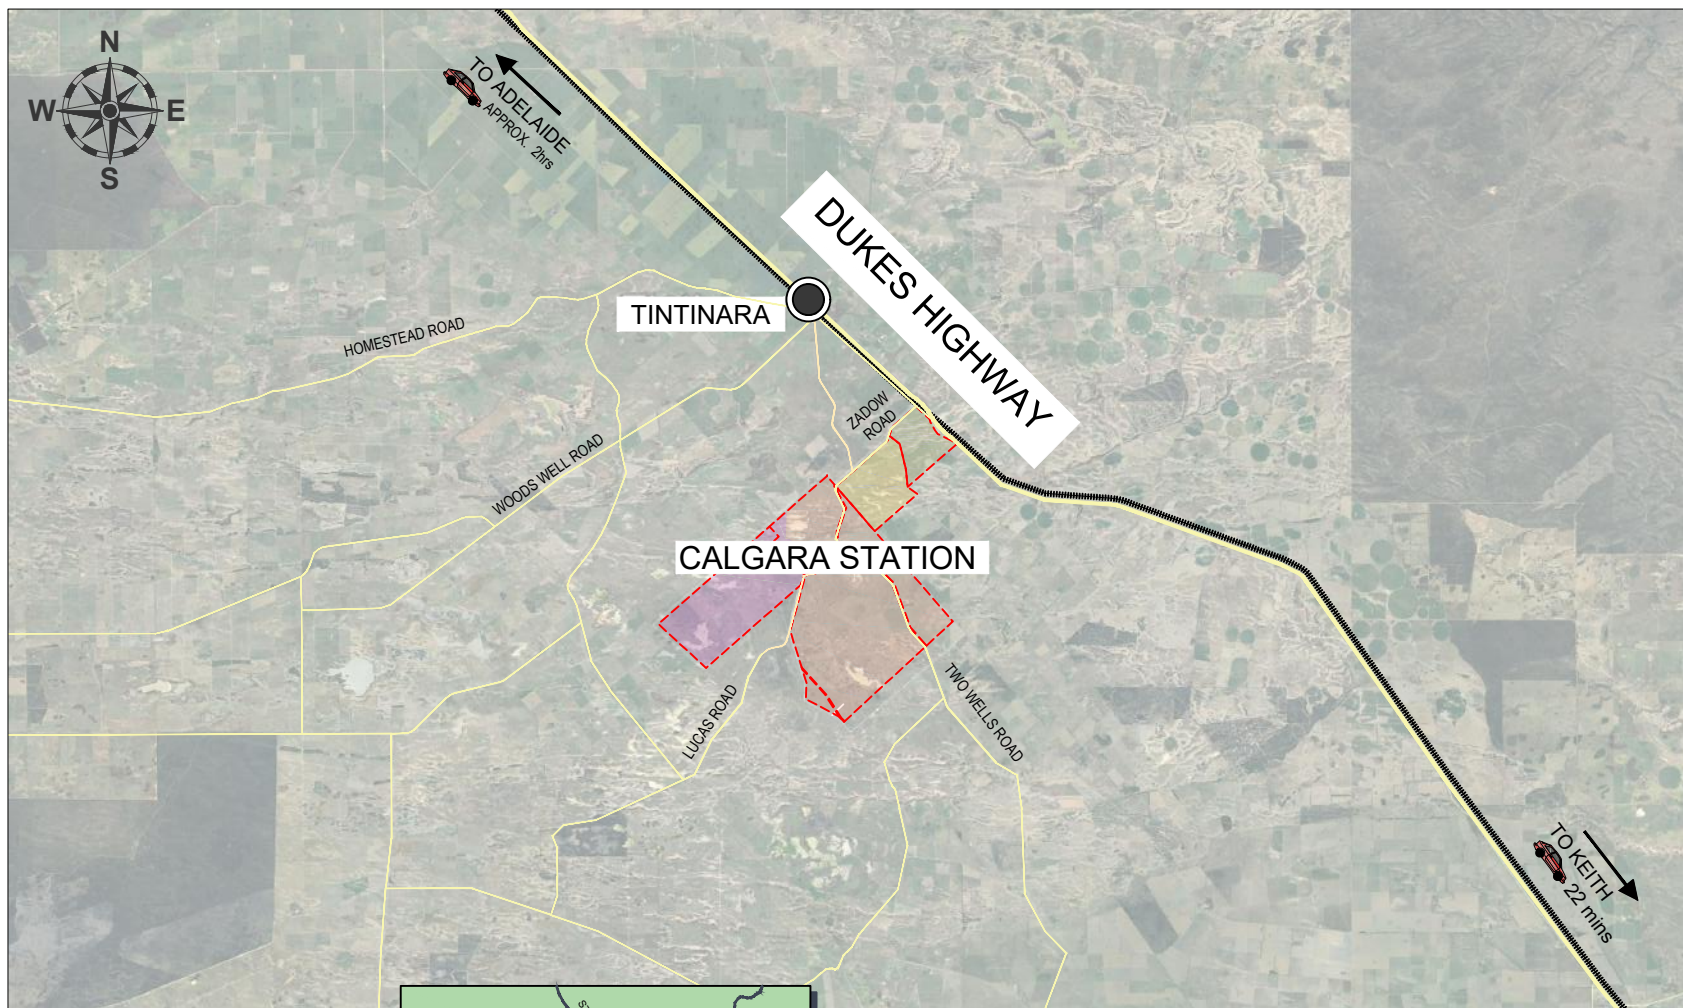 N
W
E
S
TO ADELAIDE
APPROX. 2hrs
DUKES HIGHWAY
TINTINARA
HOMESTEAD ROAD
ZADOW
ROAD
WOODS WELL ROAD
CALGARA STATION
LUCAS ROAD
TWO WELLS ROAD
TO KEITH
22 mins